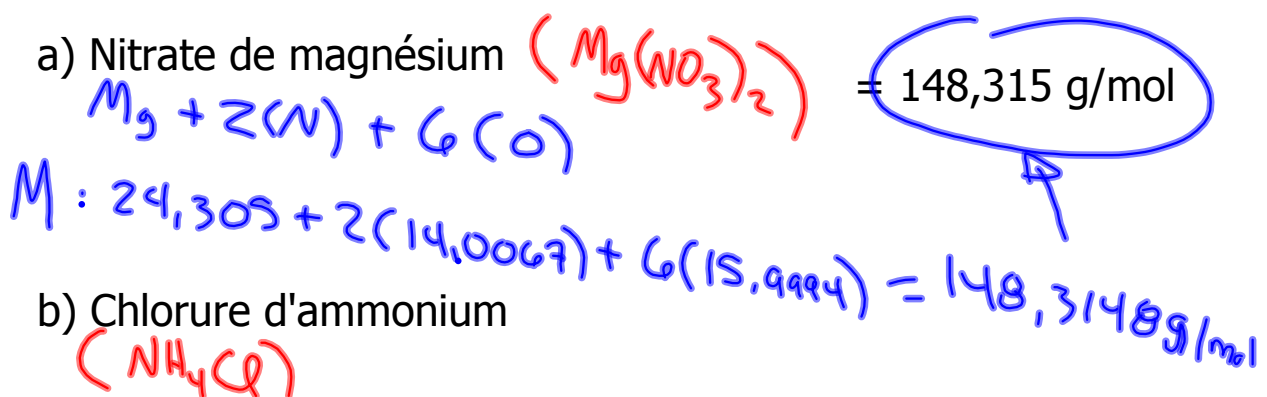 a) Nitrate de magnésium (Mg(NO₃)₂) = 148,315 g/mol
Mg + 2(N) + 6(O)
M : 24,305 + 2(14,0067) + 6(15,9994) = 148,3148 g/mol
b) Chlorure d'ammonium
(NH₄Cl)